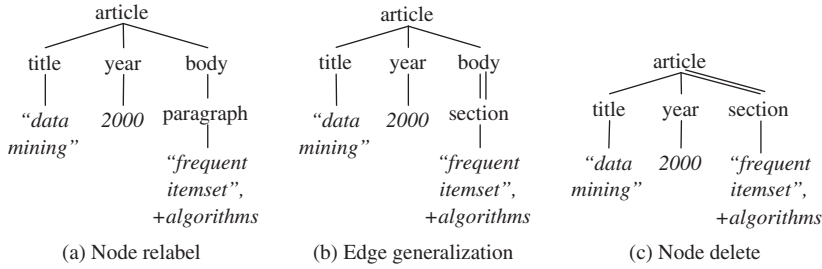 article
title year body
“data mining” 2000 paragraph
“frequent itemset”, +algorithms
(a) Node relabel
article
title year body
“data mining” 2000 section
“frequent itemset”, +algorithms
(b) Edge generalization
article
title year section
“data mining” 2000 “frequent itemset”, +algorithms
(c) Node delete